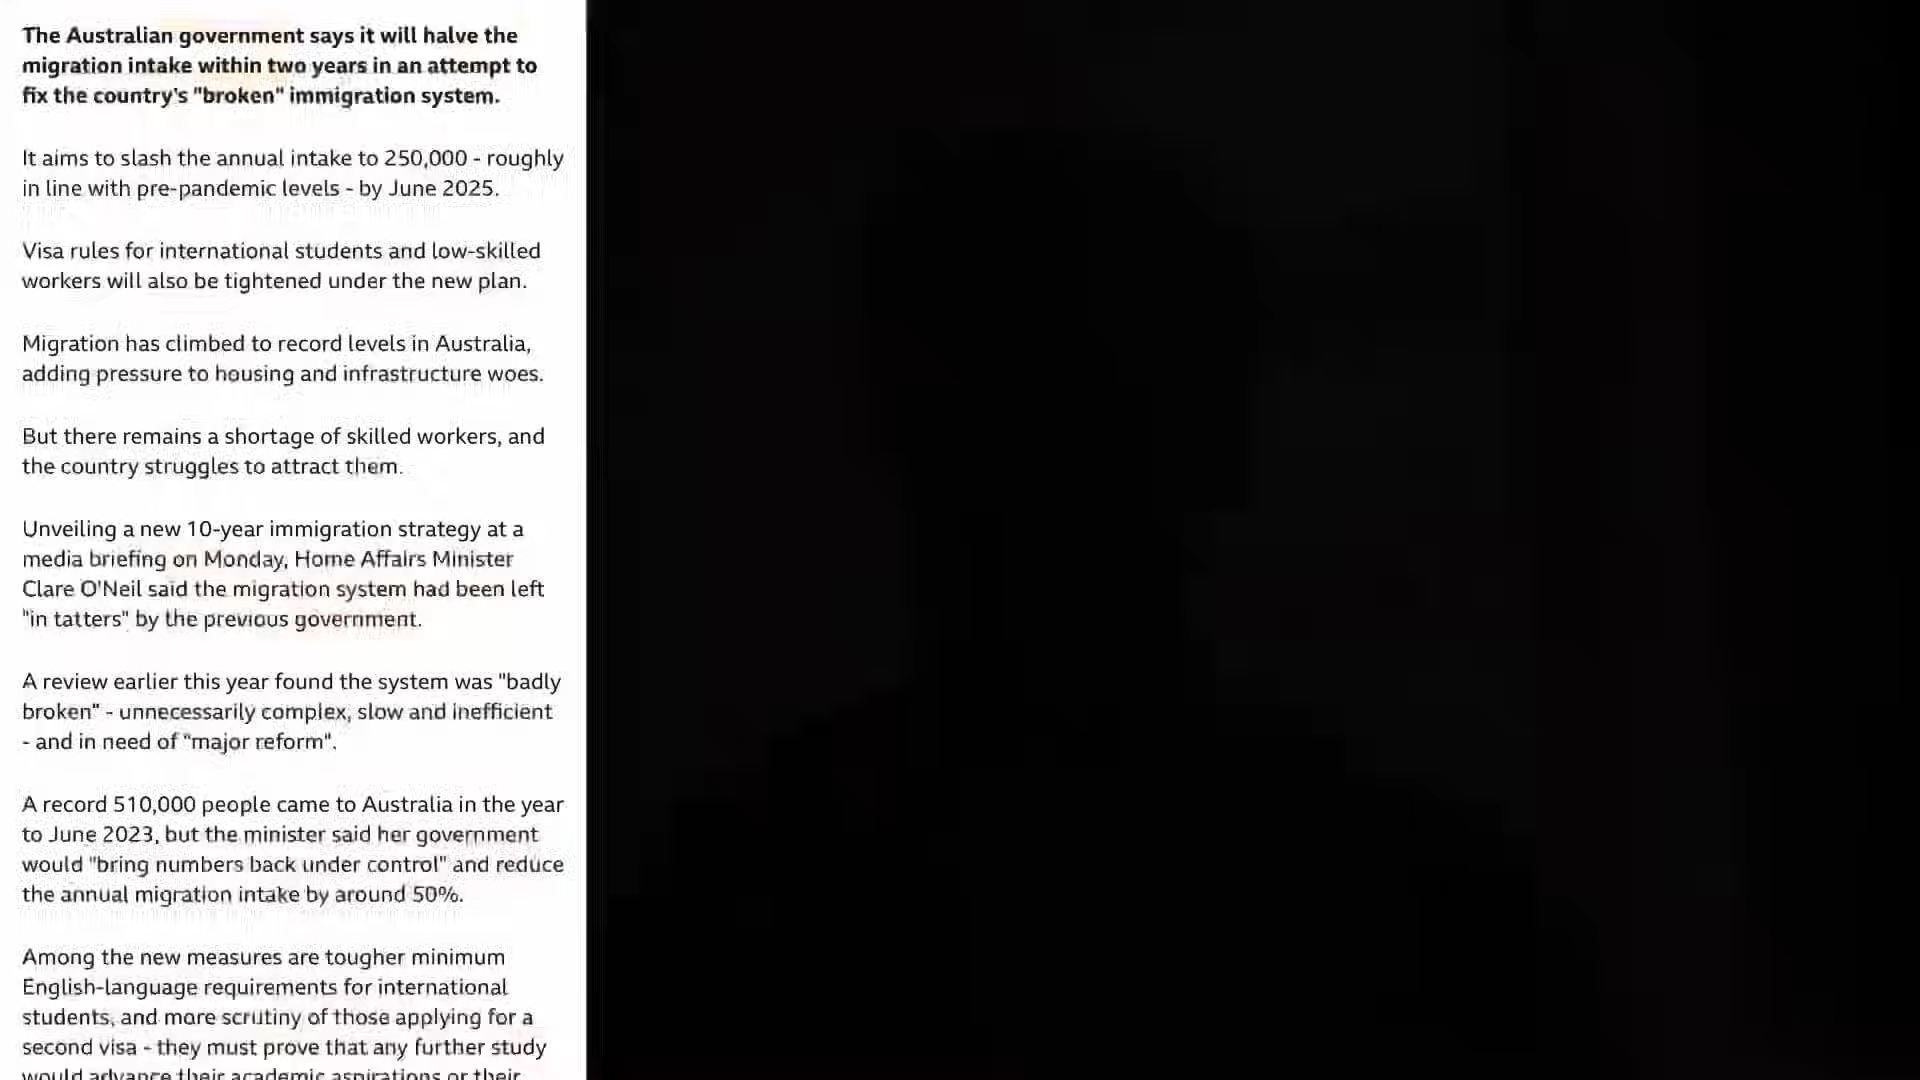 The Australian government says it will halve the
migration intake within two years in an attempt to
fix the country's "broken" immigration system.
It aims to slash the annual intake to 250,000 - roughly
in line with pre-pandemic levels - by June 2025.
Visa rules for international students and low-skilled
workers will also be tightened under the new plan.
Migration has climbed to record levels in Australia,
adding pressure to housing and infrastructure woes.
But there remains a shortage of skilled workers, and
the country struggles to attract them.
Unveiling a new 10-year immigration strategy at a
media briefing on Monday, Home Affairs Minister
Clare O'Neil said the migration system had been left
"in tatters" by the previous government.
A review earlier this year found the system was "badly
broken" - unnecessarily complex, slow and inefficient
- and in need of "major reform".
A record 510,000 people came to Australia in the year
to June 2023, but the minister said her government
would "bring numbers back under control" and reduce
the annual migration intake by around 50%.
Among the new measures are tougher minimum
English-language requirements for international
students, and more scrutiny of those applying for a
second visa - they must prove that any further study
would advance their academic aspirations or their